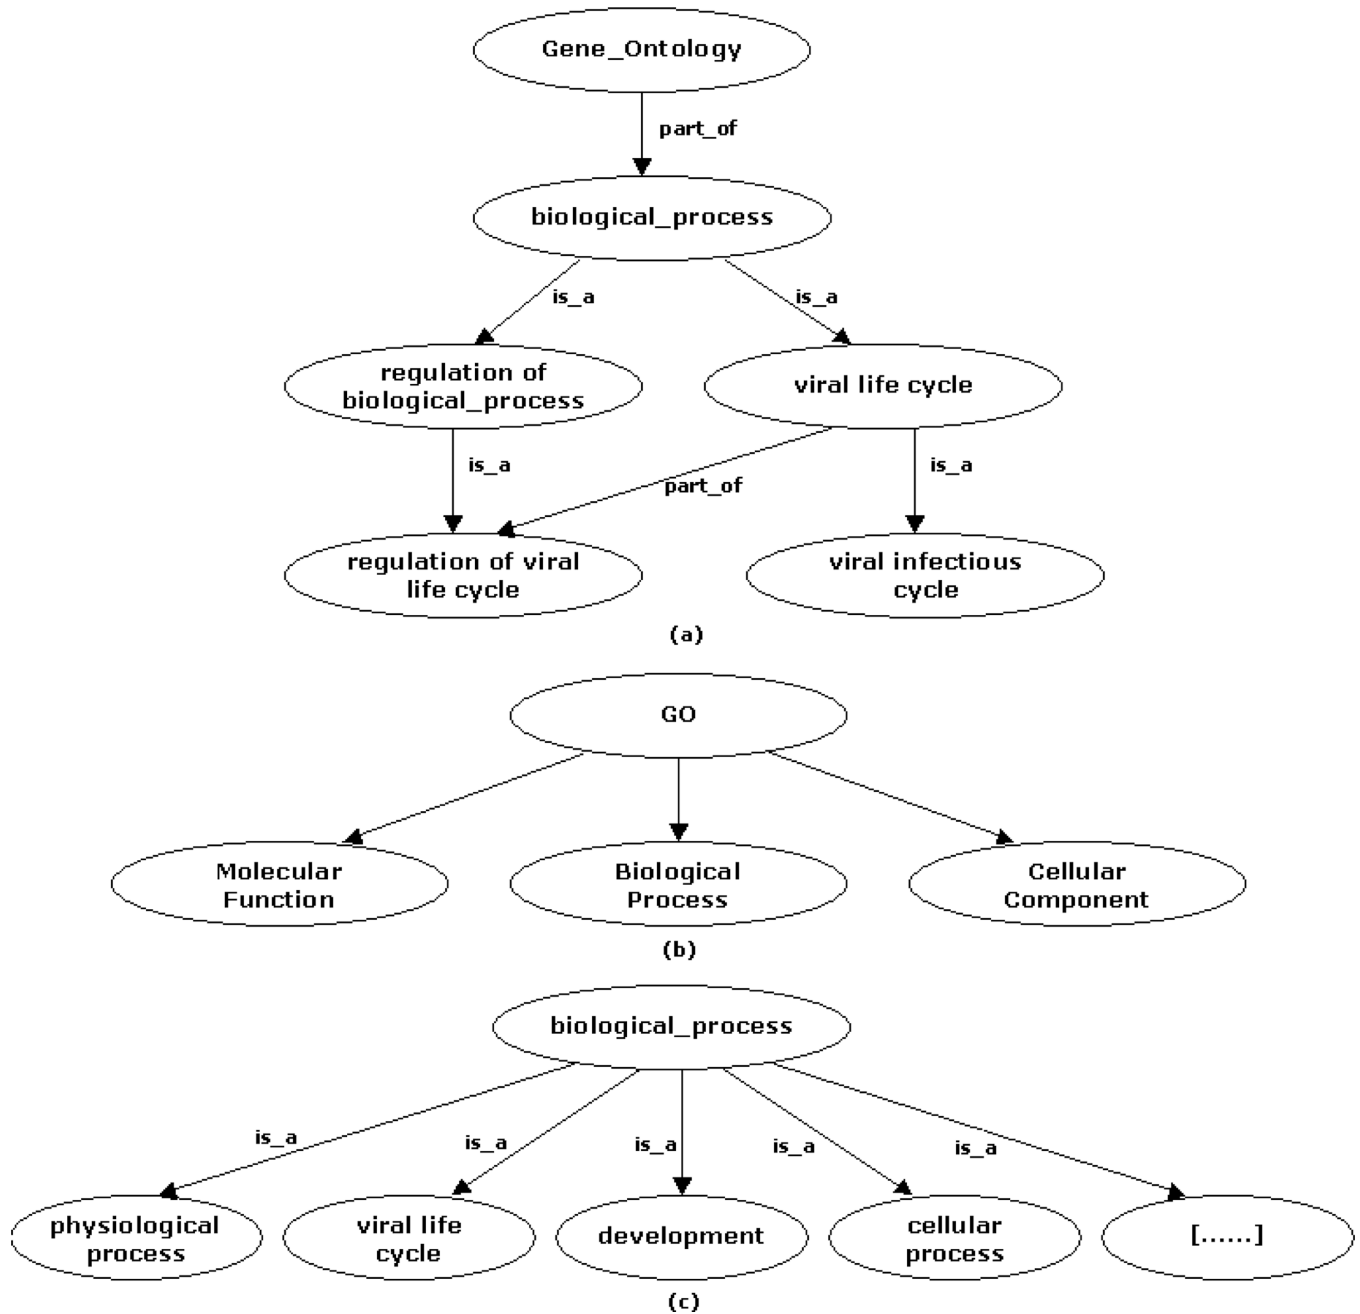 Gene_Ontology
part_of
biological_process
is_a
is_a
regulation of
biological_process
viral life cycle
is_a
part_of
is_a
regulation of viral
life cycle
viral infectious
cycle
(a)
GO
Molecular
Function
Biological
Process
Cellular
Component
(b)
biological_process
is_a
is_a
is_a
is_a
is_a
physiological
process
viral life
cycle
development
cellular
process
[......]
(c)